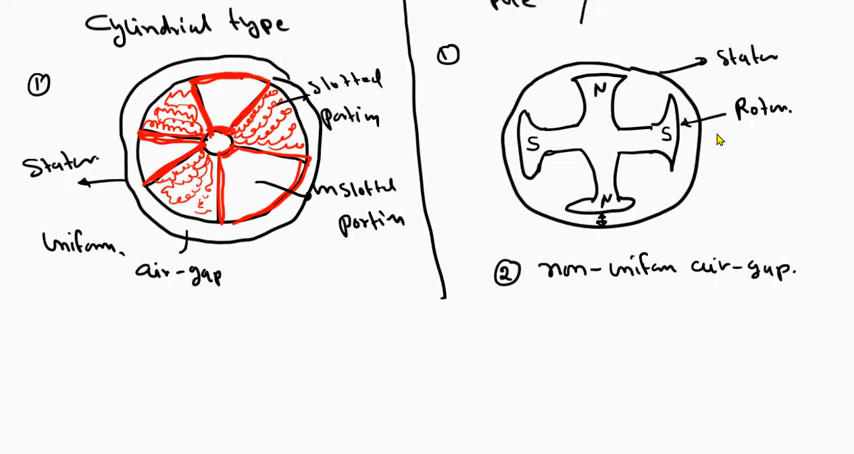 Cylindrial type
①
Slotted
portion
Stator
unslotted
portion
Uniform.
air-gap
Pole
①
Stator
Rotor.
N
S
S
N
② non-uniform air-gap.